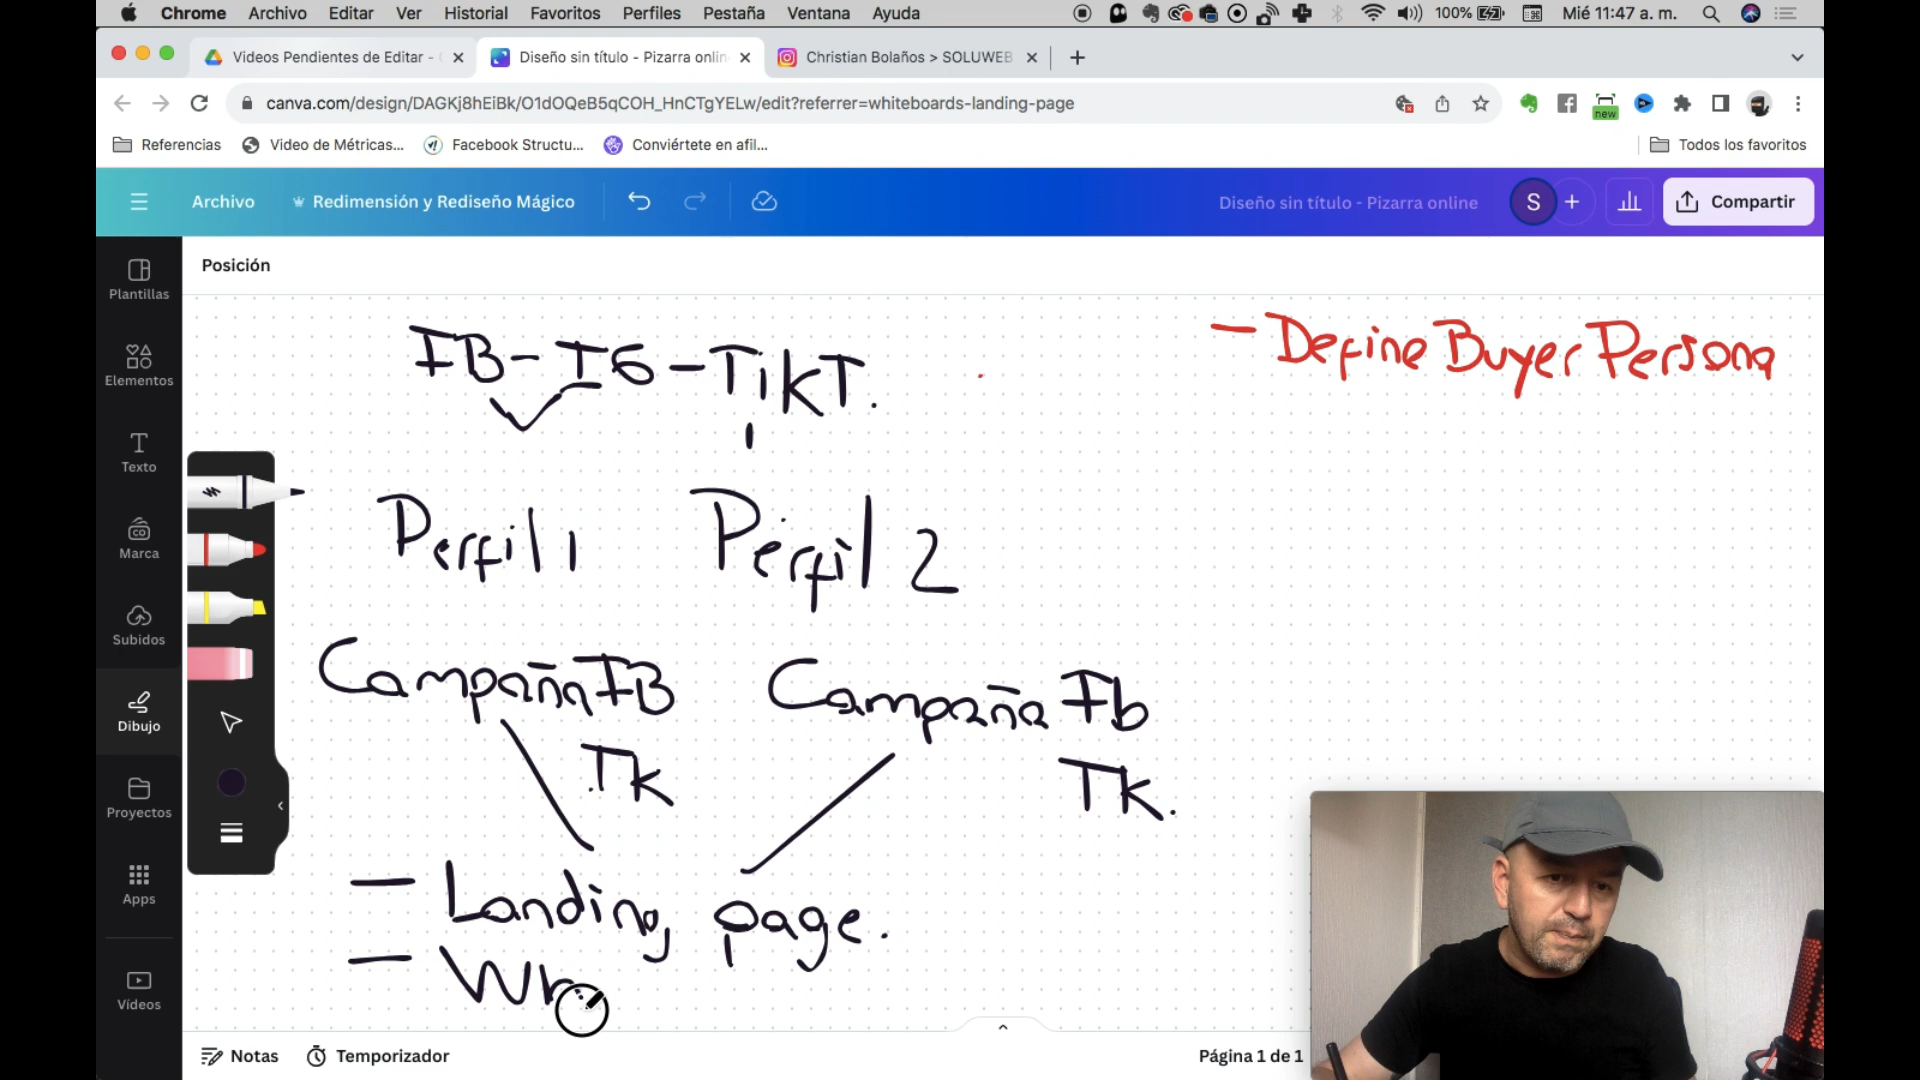 Chrome Archivo Editar Ver Historial Favoritos Perfiles Pestaña Ventana Ayuda 100% Mié 11:47 a. m.
Videos Pendientes de Editar - Diseño sin título - Pizarra onlin Christian Bolaños > SOLUWEB
canva.com/design/DAGKj8hEiBk/O1dOQeB5qCOH_HnCTgYELw/edit?referrer=whiteboards-landing-page new
Referencias Video de Métricas... Facebook Structu... Conviértete en afil... Todos los favoritos
Archivo Redimensión y Rediseño Mágico Diseño sin título - Pizarra online S + Compartir
Posición
Plantillas
Elementos
Texto
Marca
Subidos
Dibujo
Proyectos
Apps
Vídeos
FB - IG - TikT.
- Define Buyer Persona
Perfil 1 Perfil 2
Campaña FB Campaña Fb
Tk Tk.
- Landing page.
- Wh
Notas Temporizador Página 1 de 1